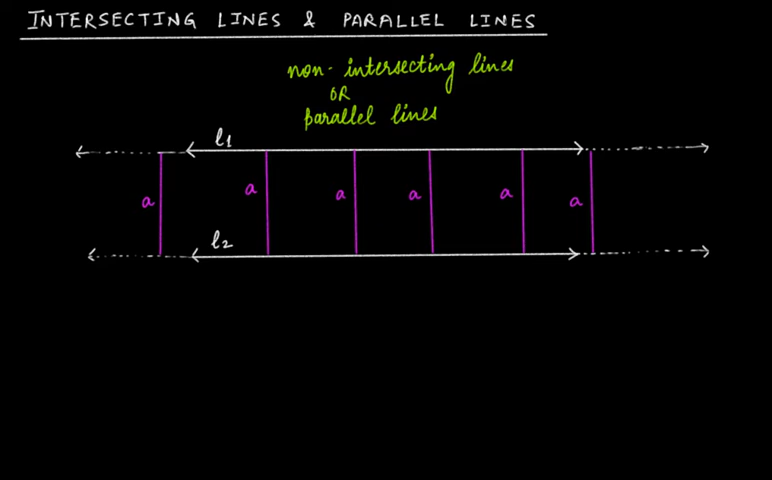 INTERSECTING LINES & PARALLEL LINES
non-intersecting lines
OR
parallel lines
l1
a a a a a a
l2